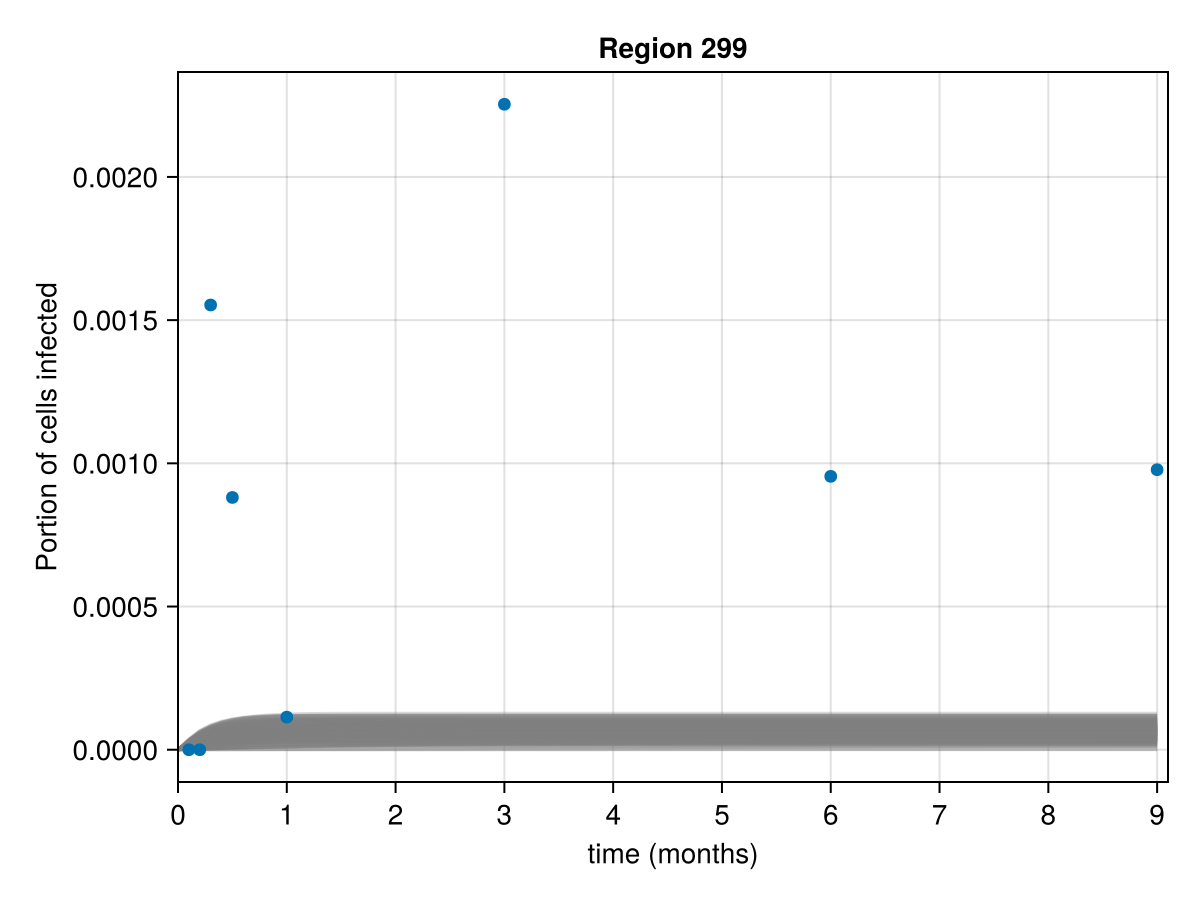 Region 299
Portion of cells infected
0.0020
0.0015
0.0010
0.0005
0.0000
0 1 2 3 4 5 6 7 8 9
time (months)